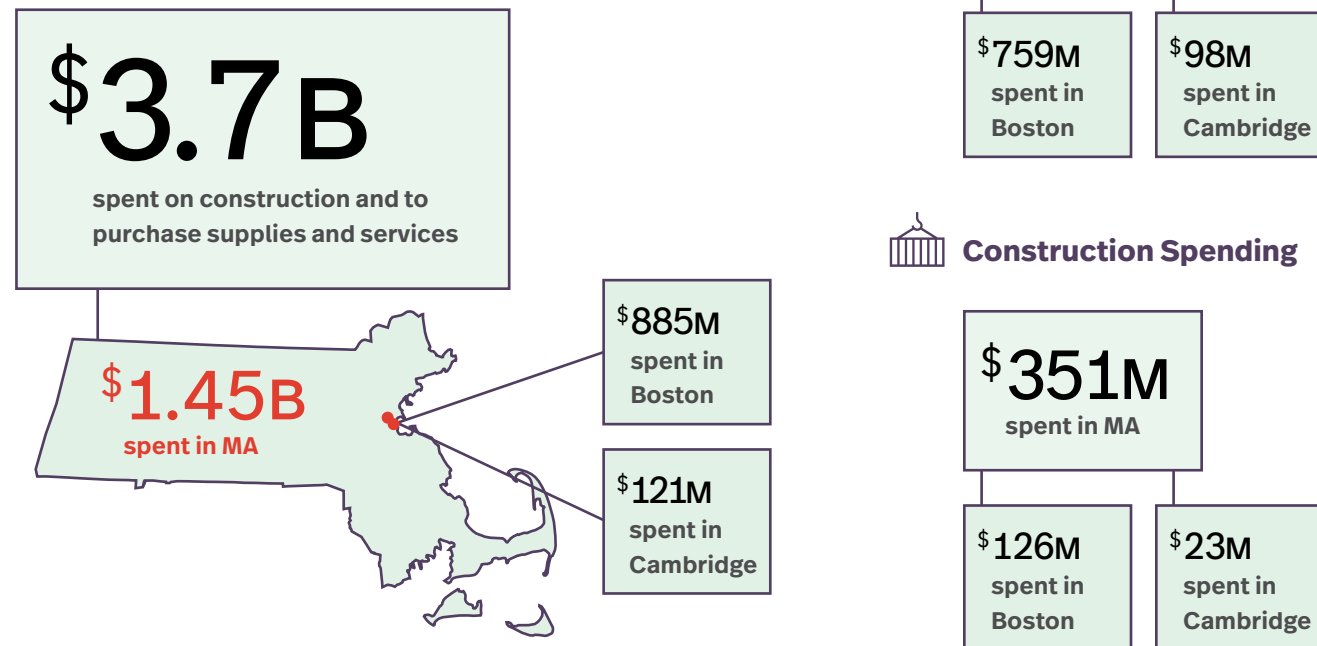 $3.7B
spent on construction and to
purchase supplies and services
$1.45B
spent in MA
$885M
spent in
Boston
$121M
spent in
Cambridge
$759M
spent in
Boston
$98M
spent in
Cambridge
Construction Spending
$351M
spent in MA
$126M
spent in
Boston
$23M
spent in
Cambridge